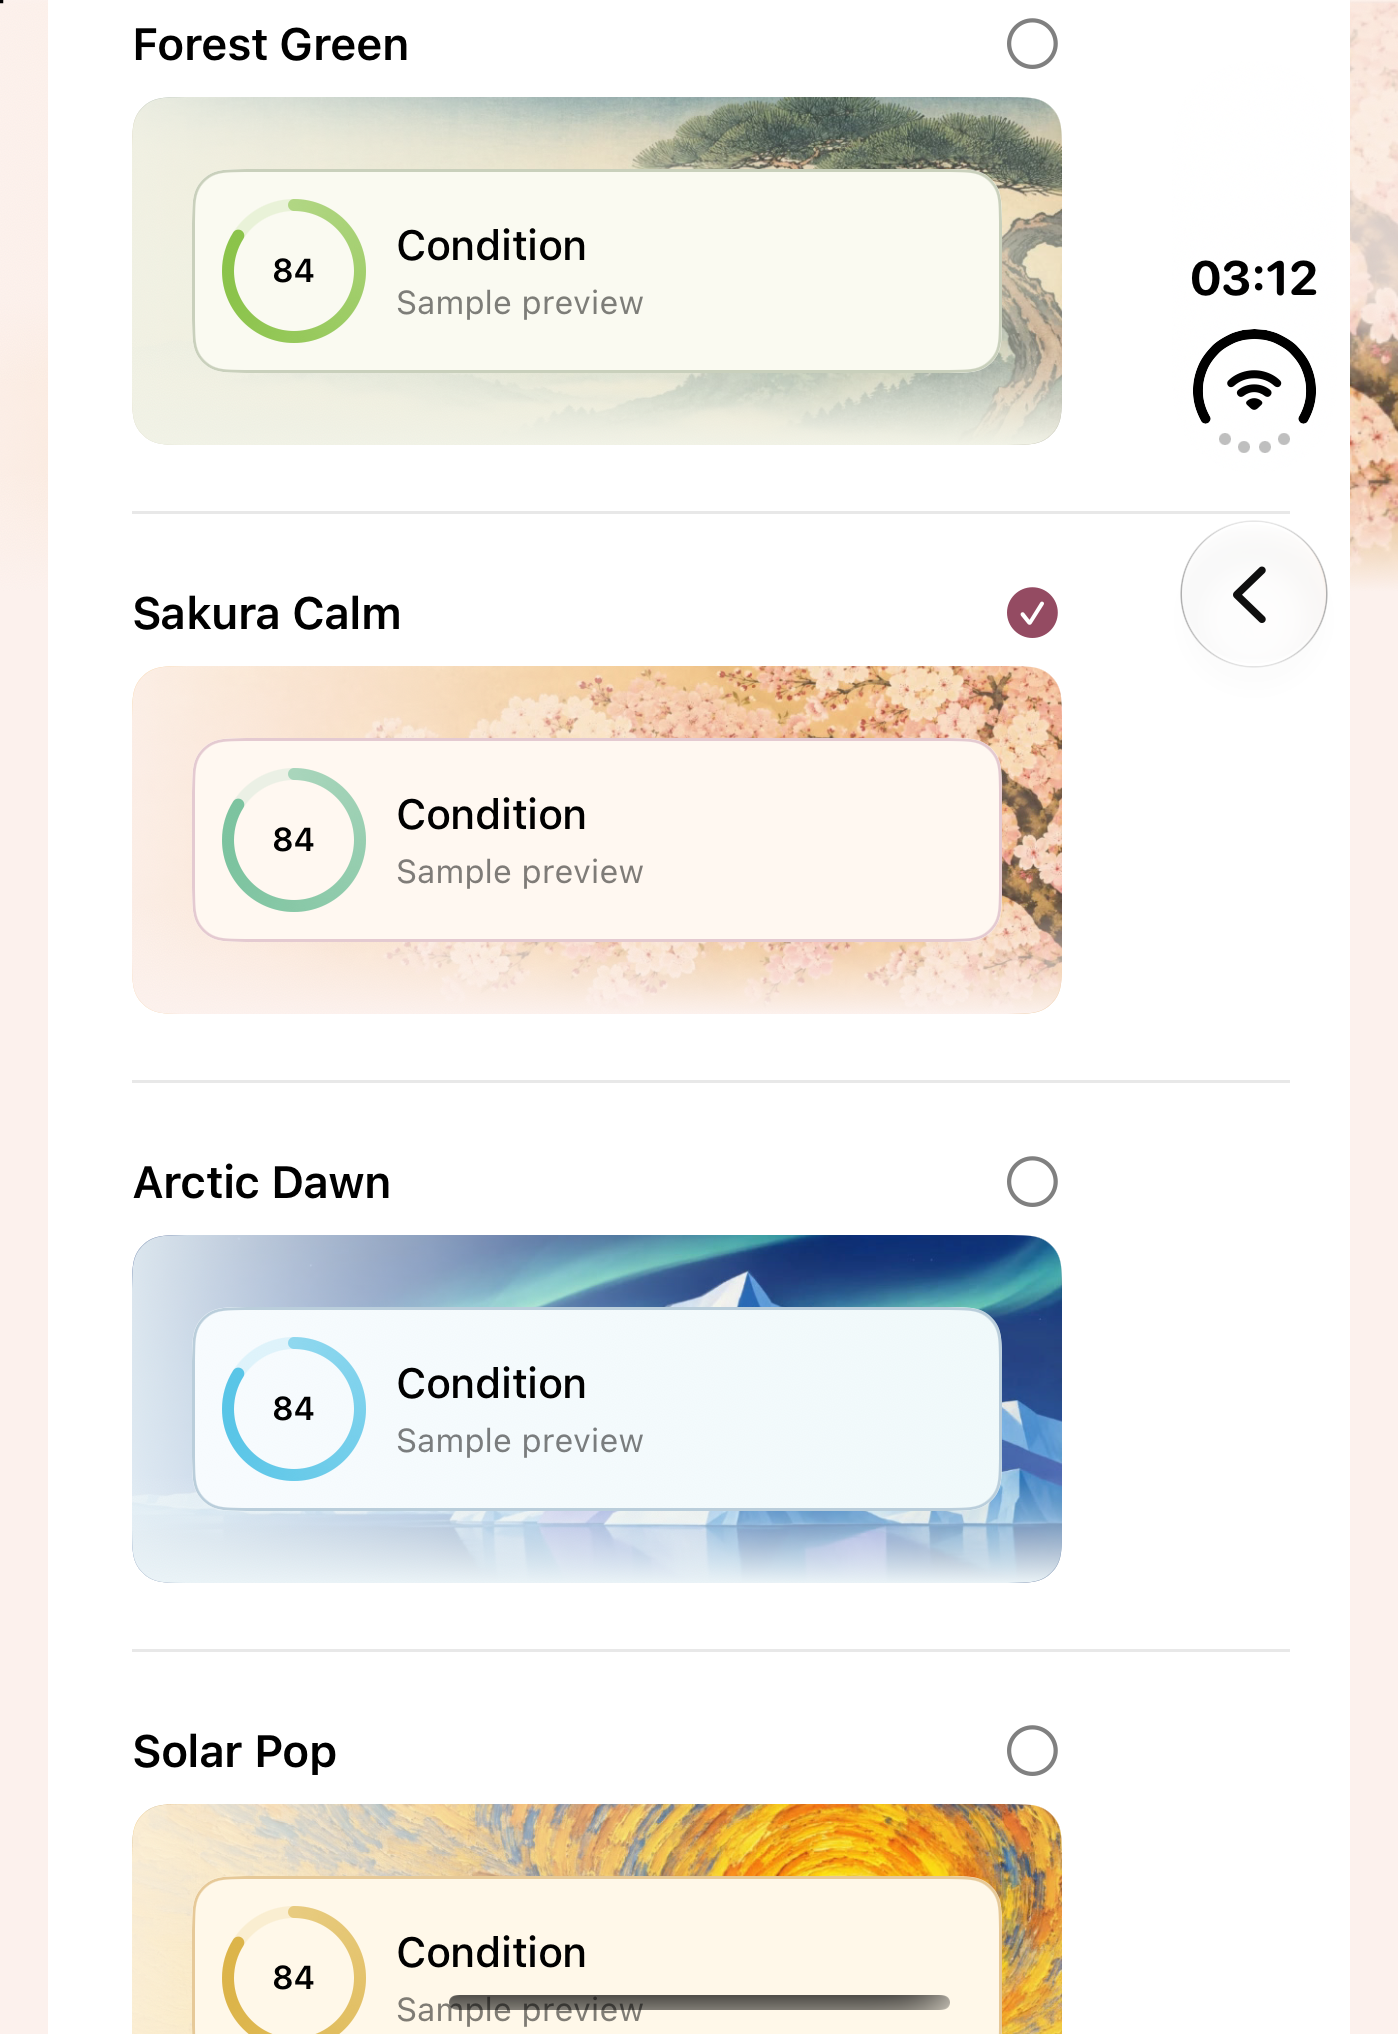 Forest Green
84
Condition
Sample preview
03:12
Sakura Calm
84
Condition
Sample preview
Arctic Dawn
84
Condition
Sample preview
Solar Pop
84
Condition
Sample preview